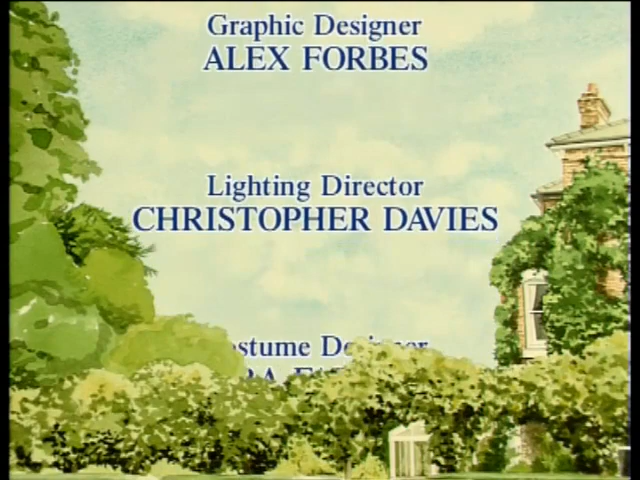 Graphic Designer
ALEX FORBES
Lighting Director
CHRISTOPHER DAVIES